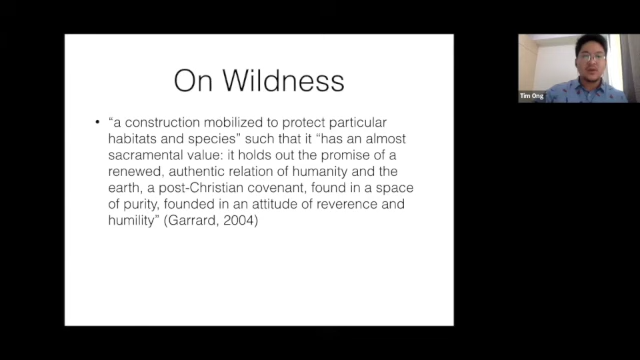 On Wildness
• "a construction mobilized to protect particular
habitats and species" such that it "has an almost
sacramental value: it holds out the promise of a
renewed, authentic relation of humanity and the
earth, a post-Christian covenant, found in a space
of purity, founded in an attitude of reverence and
humility" (Garrard, 2004)
Tim Ong